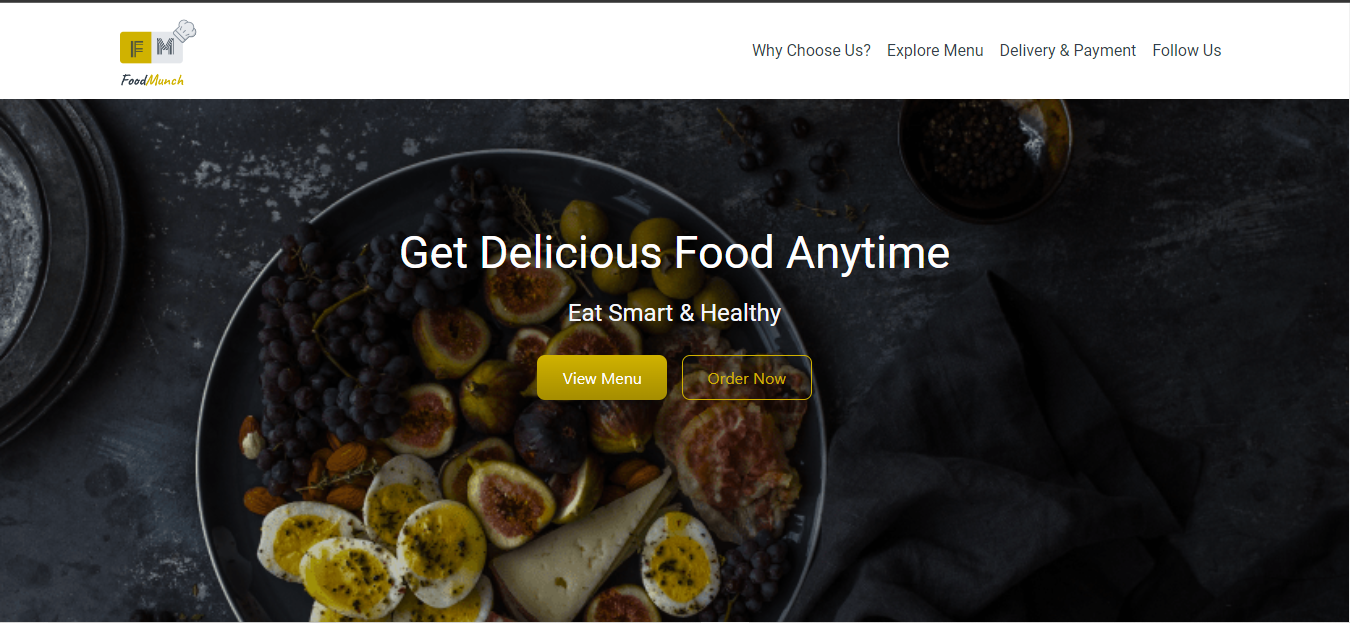 FM
FoodMunch
Why Choose Us? Explore Menu Delivery & Payment Follow Us
Get Delicious Food Anytime
Eat Smart & Healthy
View Menu Order Now